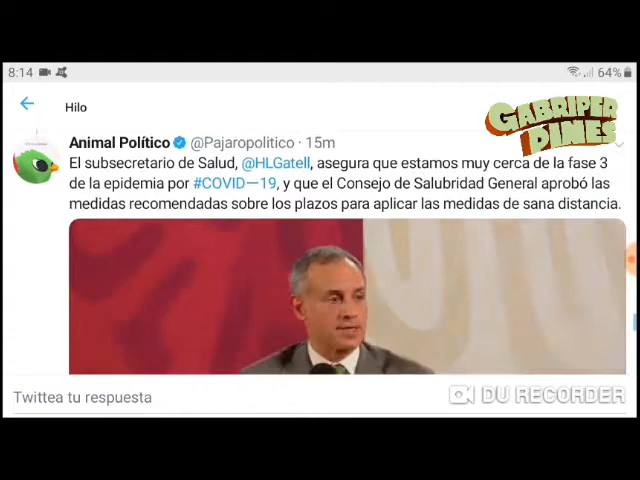 8:14
64%
Hilo
GABRIPER
PINES
Animal Político @Pajaropolitico · 15m
El subsecretario de Salud, @HLGatell, asegura que estamos muy cerca de la fase 3
de la epidemia por #COVID—19, y que el Consejo de Salubridad General aprobó las
medidas recomendadas sobre los plazos para aplicar las medidas de sana distancia.
Twittea tu respuesta
DU RECORDER